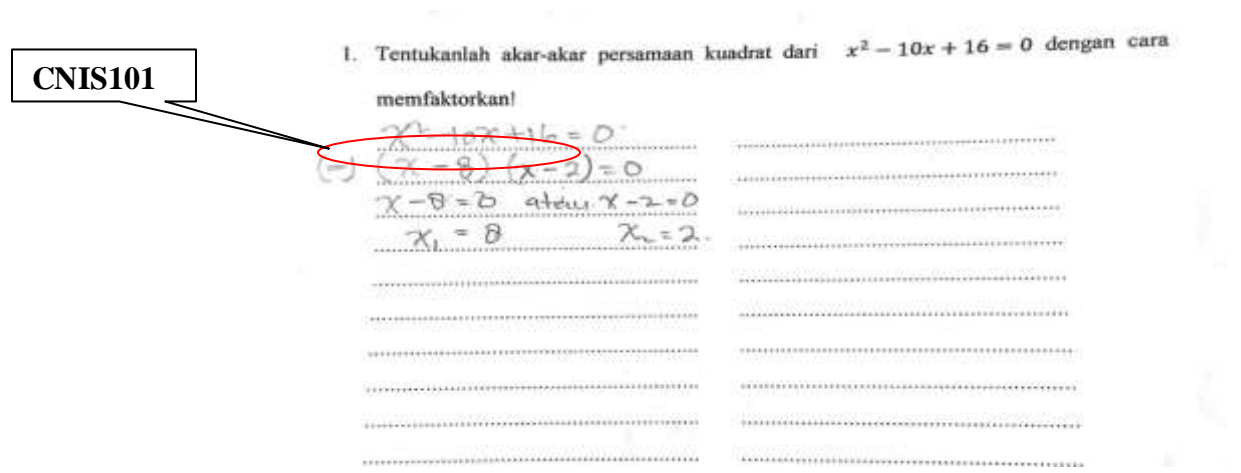 CNIS101
1. Tentukanlah akar-akar persamaan kuadrat dari x² − 10x + 16 = 0 dengan cara
memfaktorkan!
x² - 10x + 16 = 0
(-) (x - 8) (x - 2) = 0
x - 8 = 0 atau x - 2 = 0
x₁ = 8 x₂ = 2.